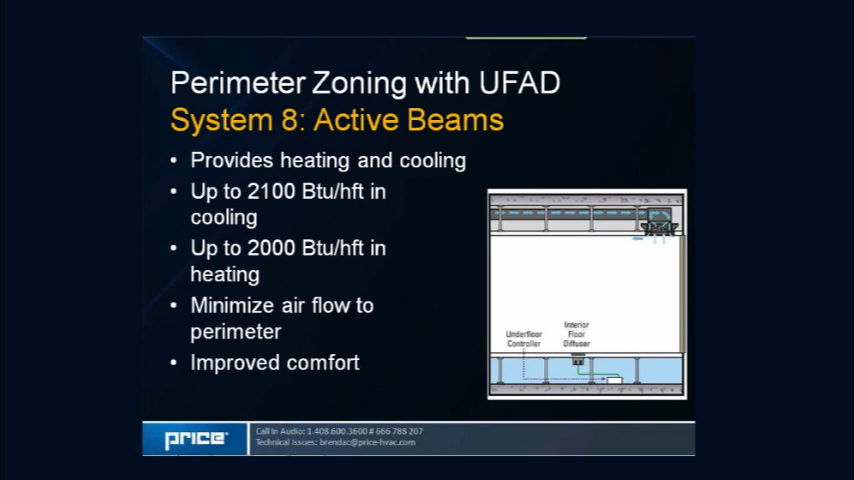 Perimeter Zoning with UFAD
System 8: Active Beams
• Provides heating and cooling
• Up to 2100 Btu/hft in
cooling
• Up to 2000 Btu/hft in
heating
• Minimize air flow to
perimeter
• Improved comfort
Underfloor
Controller
Interior
Floor
Diffuser
PRICE
Call In Audio: 1.408.600.3600 # 666 788 207
Technical Issues: brendac@price-hvac.com